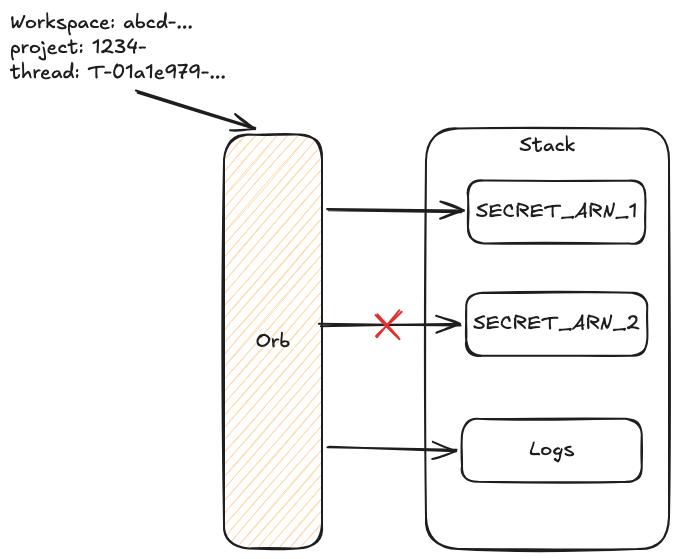 Workspace: abcd-...
project: 1234-
thread: T-01a1e979-...
Stack
SECRET_ARN_1
SECRET_ARN_2
Orb
Logs